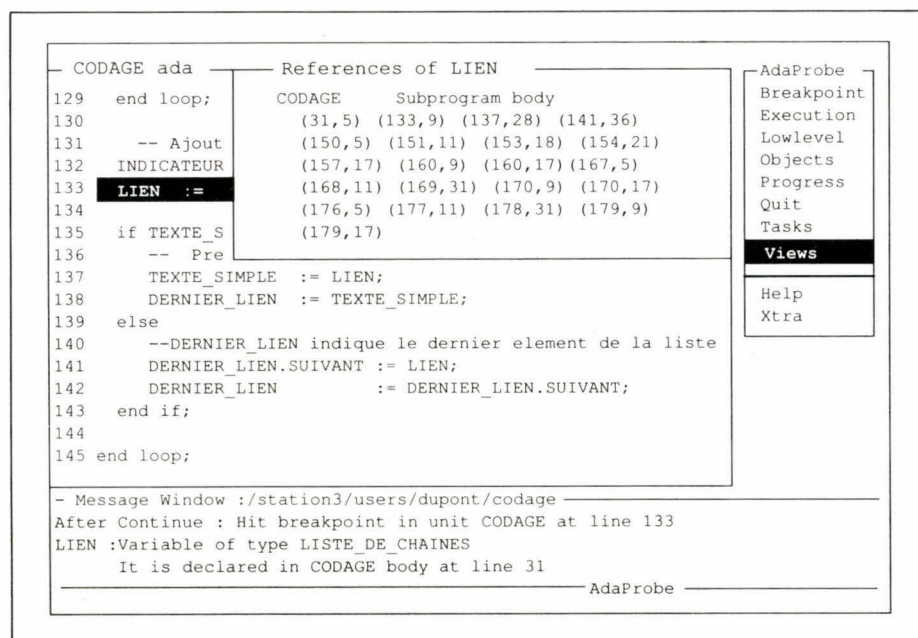 CODAGE ada
References of LIEN
129 end loop;
130
131 -- Ajout
132 INDICATEUR
133 LIEN :=
134
135 if TEXTE_S
136 -- Pre
137 TEXTE_SIMPLE := LIEN;
138 DERNIER_LIEN := TEXTE_SIMPLE;
139 else
140 --DERNIER_LIEN indique le dernier element de la liste
141 DERNIER_LIEN.SUIVANT := LIEN;
142 DERNIER_LIEN := DERNIER_LIEN.SUIVANT;
143 end if;
144
145 end loop;
CODAGE Subprogram body
(31,5) (133,9) (137,28) (141,36)
(150,5) (151,11) (153,18) (154,21)
(157,17) (160,9) (160,17) (167,5)
(168,11) (169,31) (170,9) (170,17)
(176,5) (177,11) (178,31) (179,9)
(179,17)
AdaProbe
Breakpoint
Execution
Lowlevel
Objects
Progress
Quit
Tasks
Views
Help
Xtra
- Message Window :/station3/users/dupont/codage
After Continue : Hit breakpoint in unit CODAGE at line 133
LIEN :Variable of type LISTE_DE_CHAINES
It is declared in CODAGE body at line 31
AdaProbe